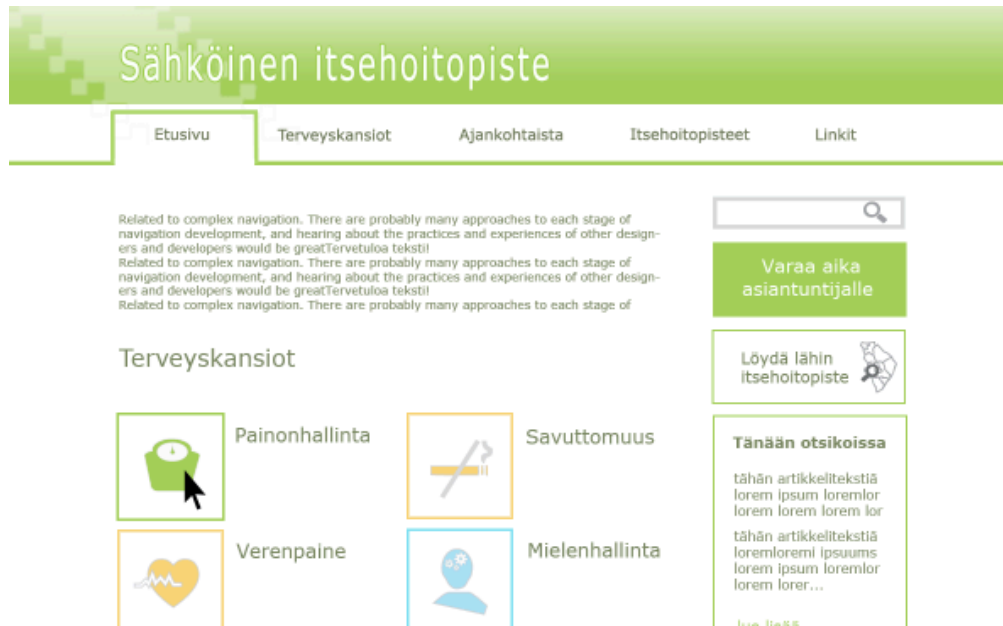 Sähköinen itsehoitopiste
Etusivu
Terveyskansiot
Ajankohtaista
Itsehoitopisteet
Linkit
Related to complex navigation. There are probably many approaches to each stage of
navigation development, and hearing about the practices and experiences of other design-
ers and developers would be greatTervetuloa teksti!
Related to complex navigation. There are probably many approaches to each stage of
navigation development, and hearing about the practices and experiences of other design-
ers and developers would be greatTervetuloa teksti!
Related to complex navigation. There are probably many approaches to each stage of
Terveyskansiot
Painonhallinta
Savuttomuus
Verenpaine
Mielenhallinta
Varaa aika
asiantuntijalle
Löydä lähin
itsehoitopiste
Tänään otsikoissa
tähän artikkelitekstiä
lorem ipsum loremlor
lorem lorem lorem lor
tähän artikkelitekstiä
loremloremi ipsuums
lorem ipsum loremlor
lorem lorer...
lue lisää